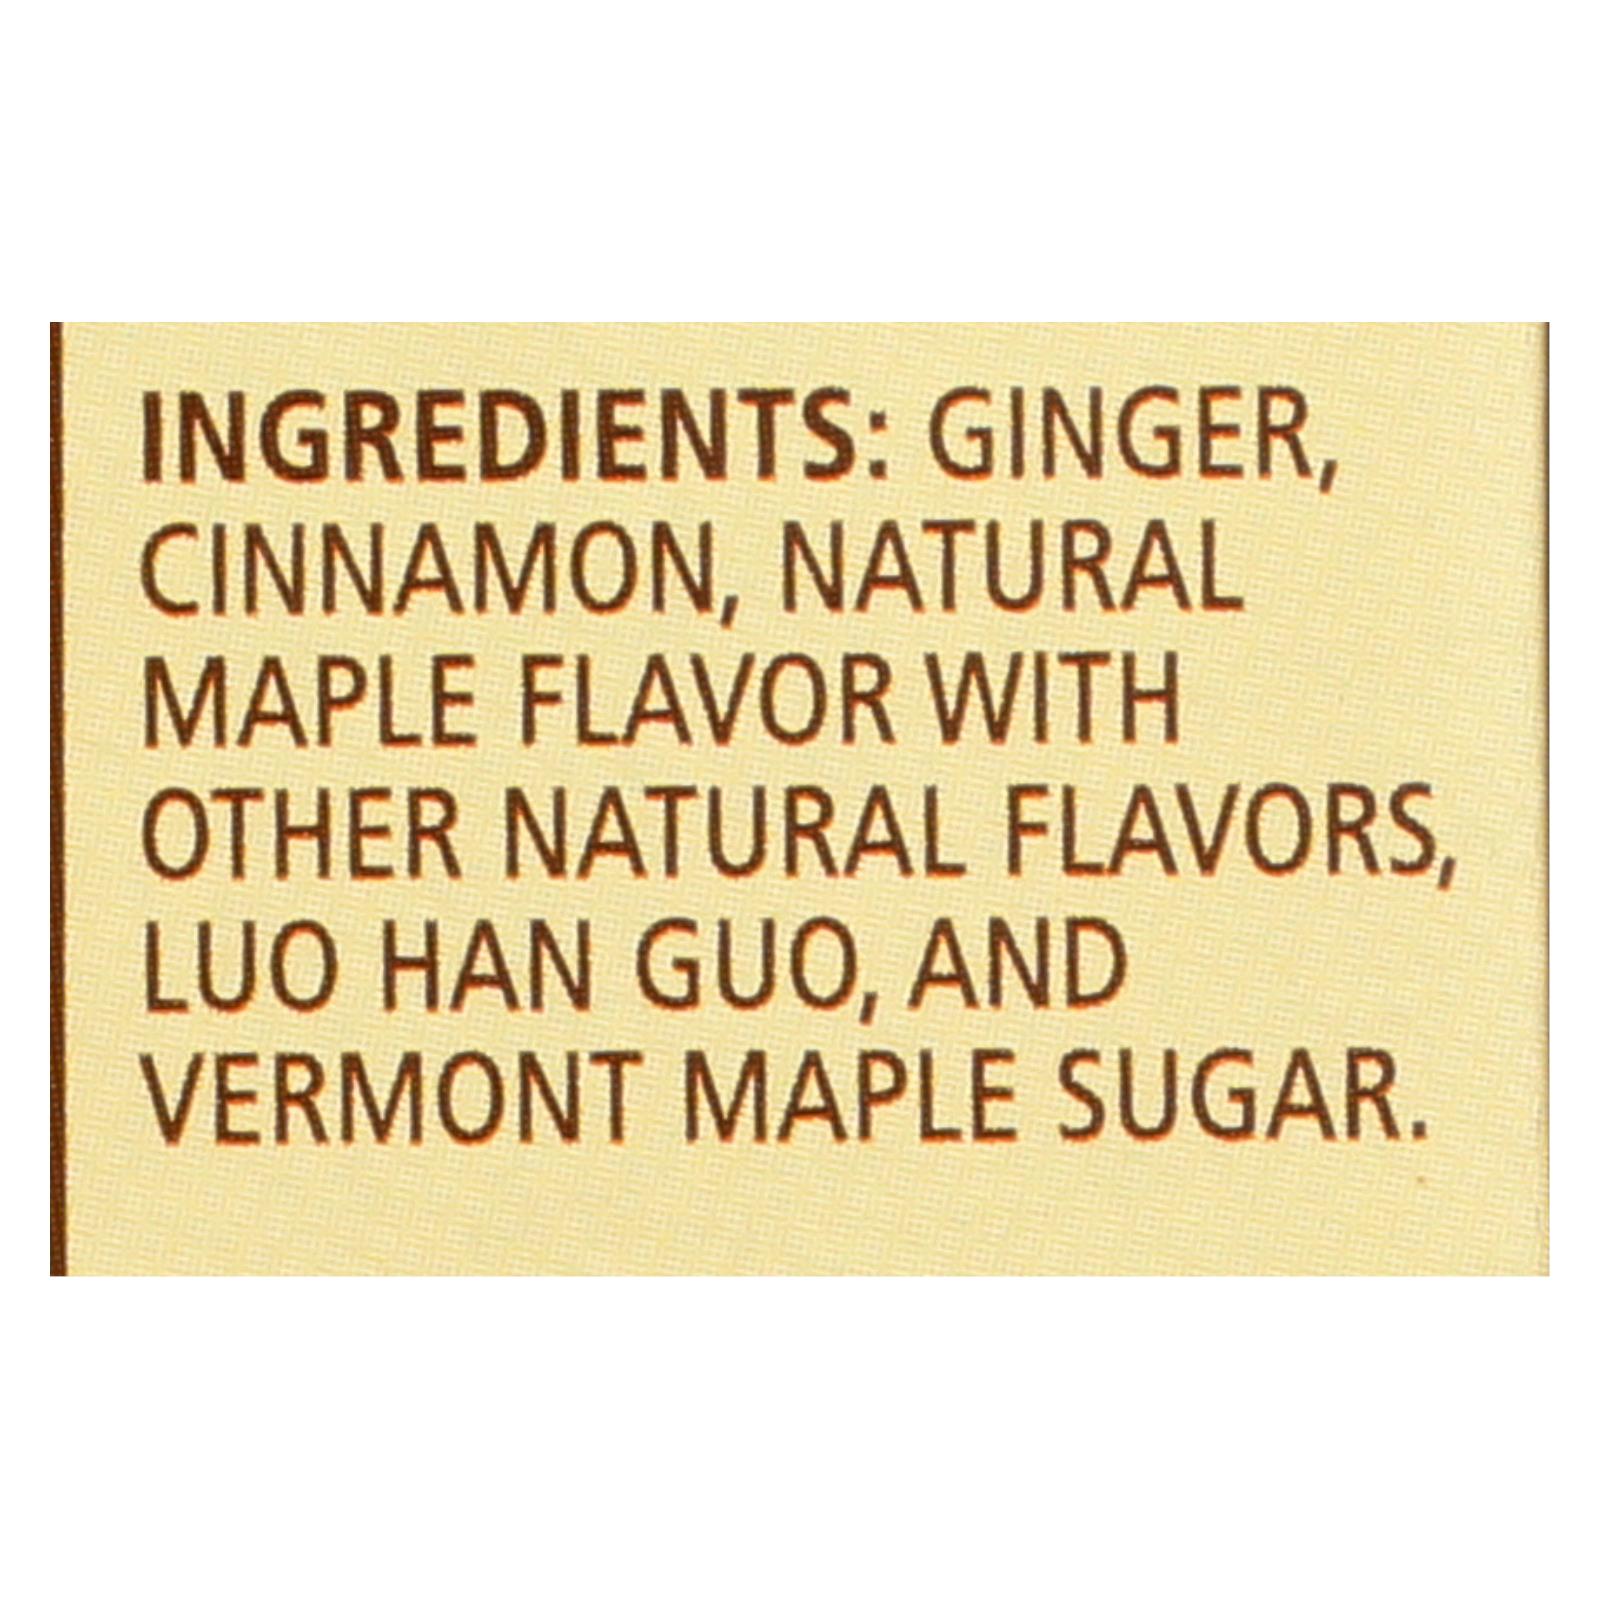 INGREDIENTS: GINGER,
CINNAMON, NATURAL
MAPLE FLAVOR WITH
OTHER NATURAL FLAVORS,
LUO HAN GUO, AND
VERMONT MAPLE SUGAR.